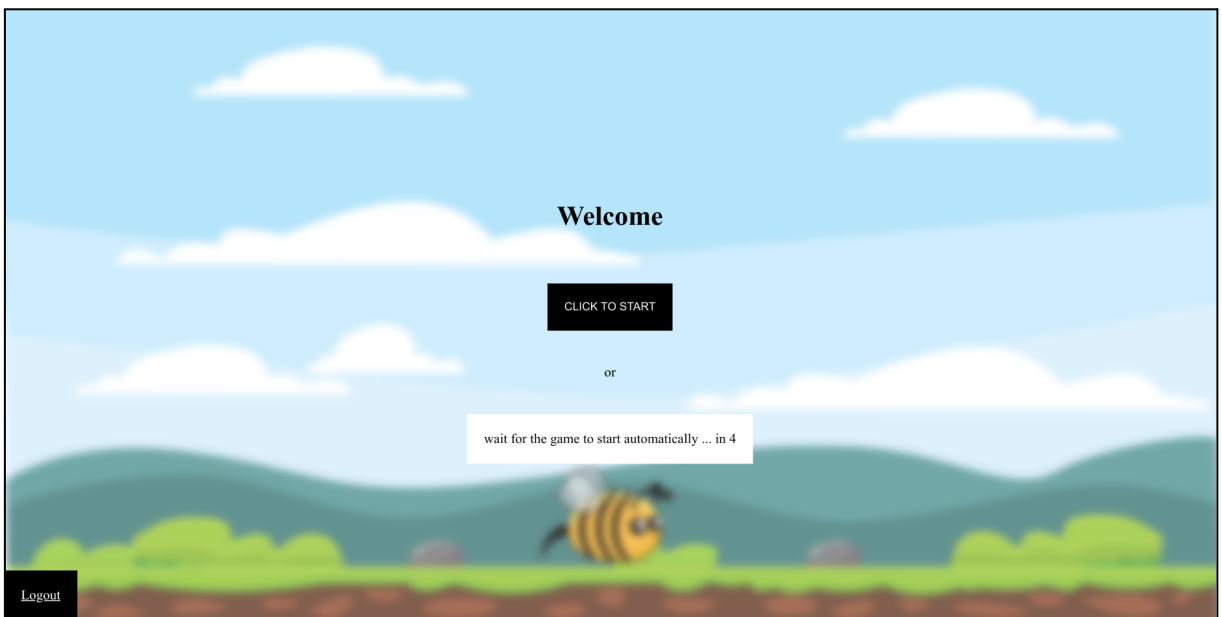 Welcome
CLICK TO START
or
wait for the game to start automatically ... in 4
Logout